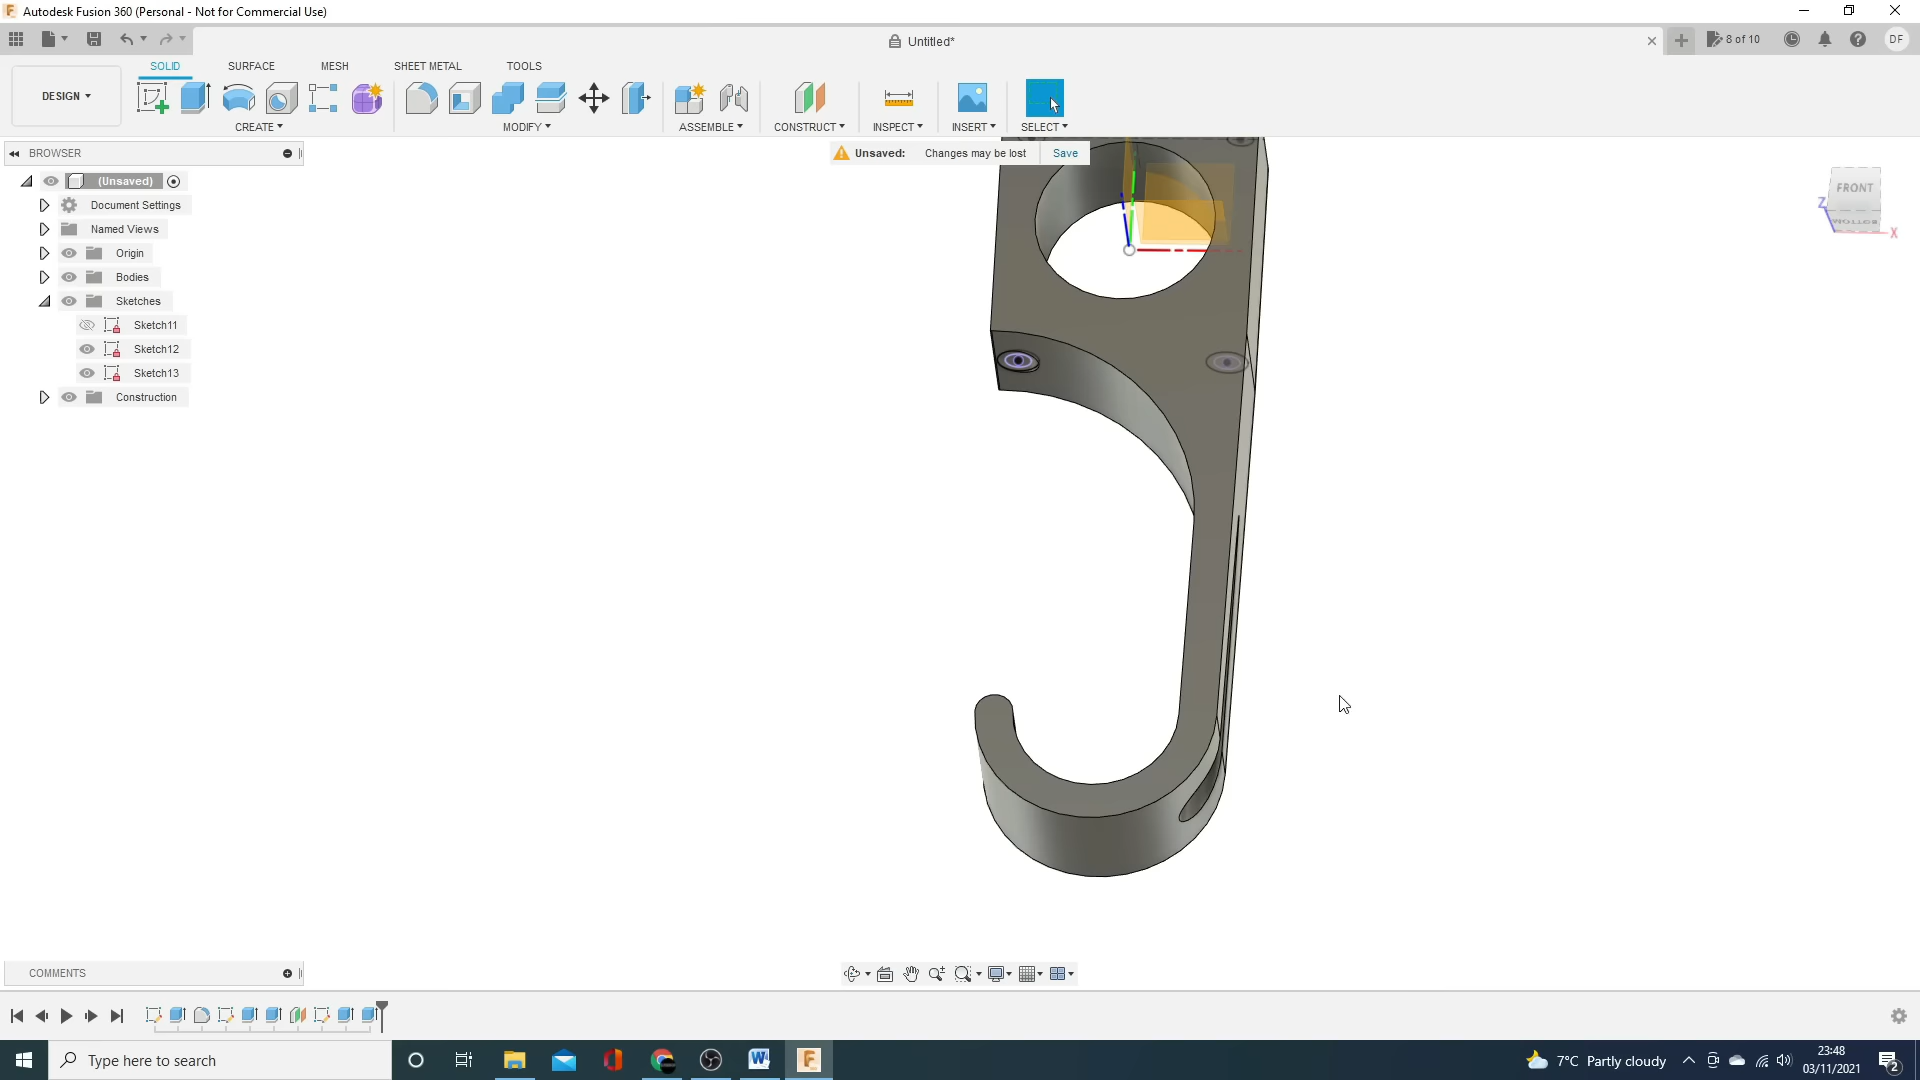 Autodesk Fusion 360 (Personal - Not for Commercial Use)
Untitled*
8 of 10
DF
DESIGN
SOLID
SURFACE
MESH
SHEET METAL
TOOLS
CREATE
MODIFY
ASSEMBLE
CONSTRUCT
INSPECT
INSERT
SELECT
BROWSER
Unsaved:
Changes may be lost
Save
(Unsaved)
Document Settings
Named Views
Origin
Bodies
Sketches
Sketch11
Sketch12
Sketch13
Construction
FRONT
BOTTOM
Z
X
COMMENTS
Type here to search
7°C Partly cloudy
23:48
03/11/2021
2